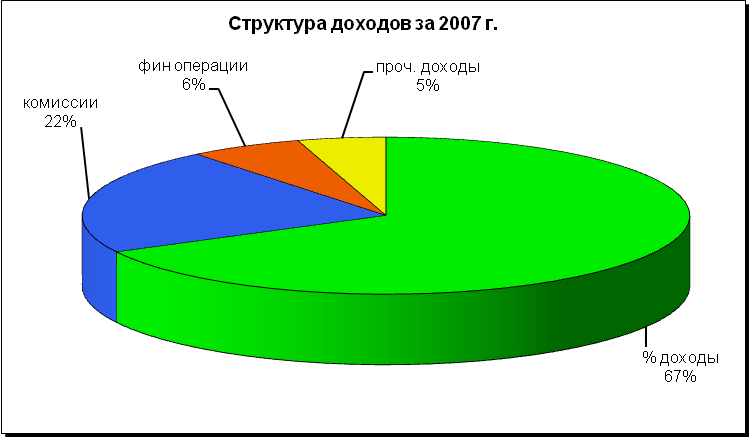 Структура доходов за 2007 г.
фин операции
6%
проч. доходы
5%
комиссии
22%
% доходы
67%